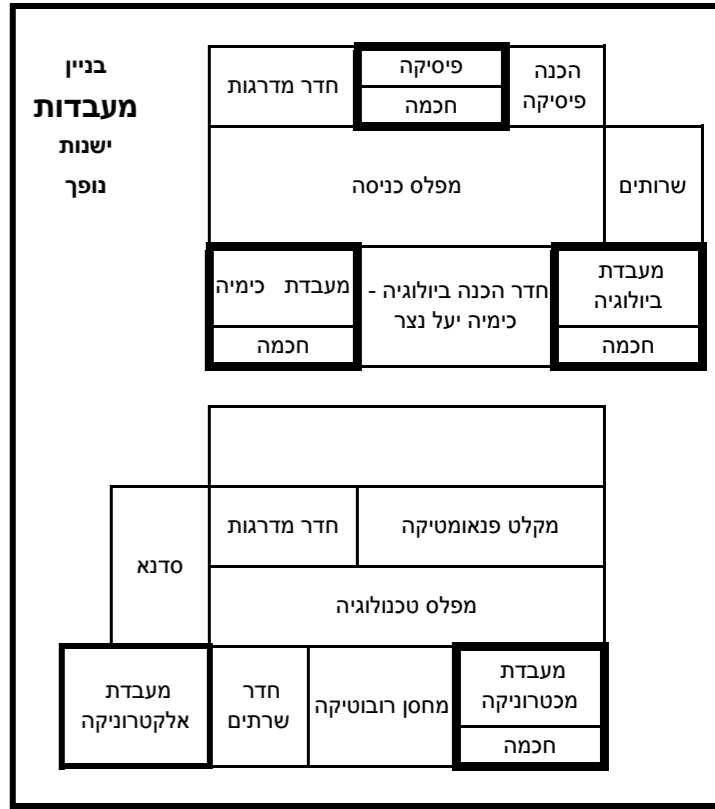 בניין
מעבדות
ישנות
נופך
חדר מדרגות
פיסיקה
חכמה
הכנה
פיסיקה
מפלס כניסה
שרותים
מעבדת כימיה
חכמה
חדר הכנה ביולוגיה -
כימיה יעל נצר
מעבדת
ביולוגיה
חכמה
סדנא
חדר מדרגות
מקלט פנאומטיקה
מפלס טכנולוגיה
מעבדת
אלקטרוניקה
חדר
שרתים
מחסן רובוטיקה
מעבדת
מכטרוניקה
חכמה